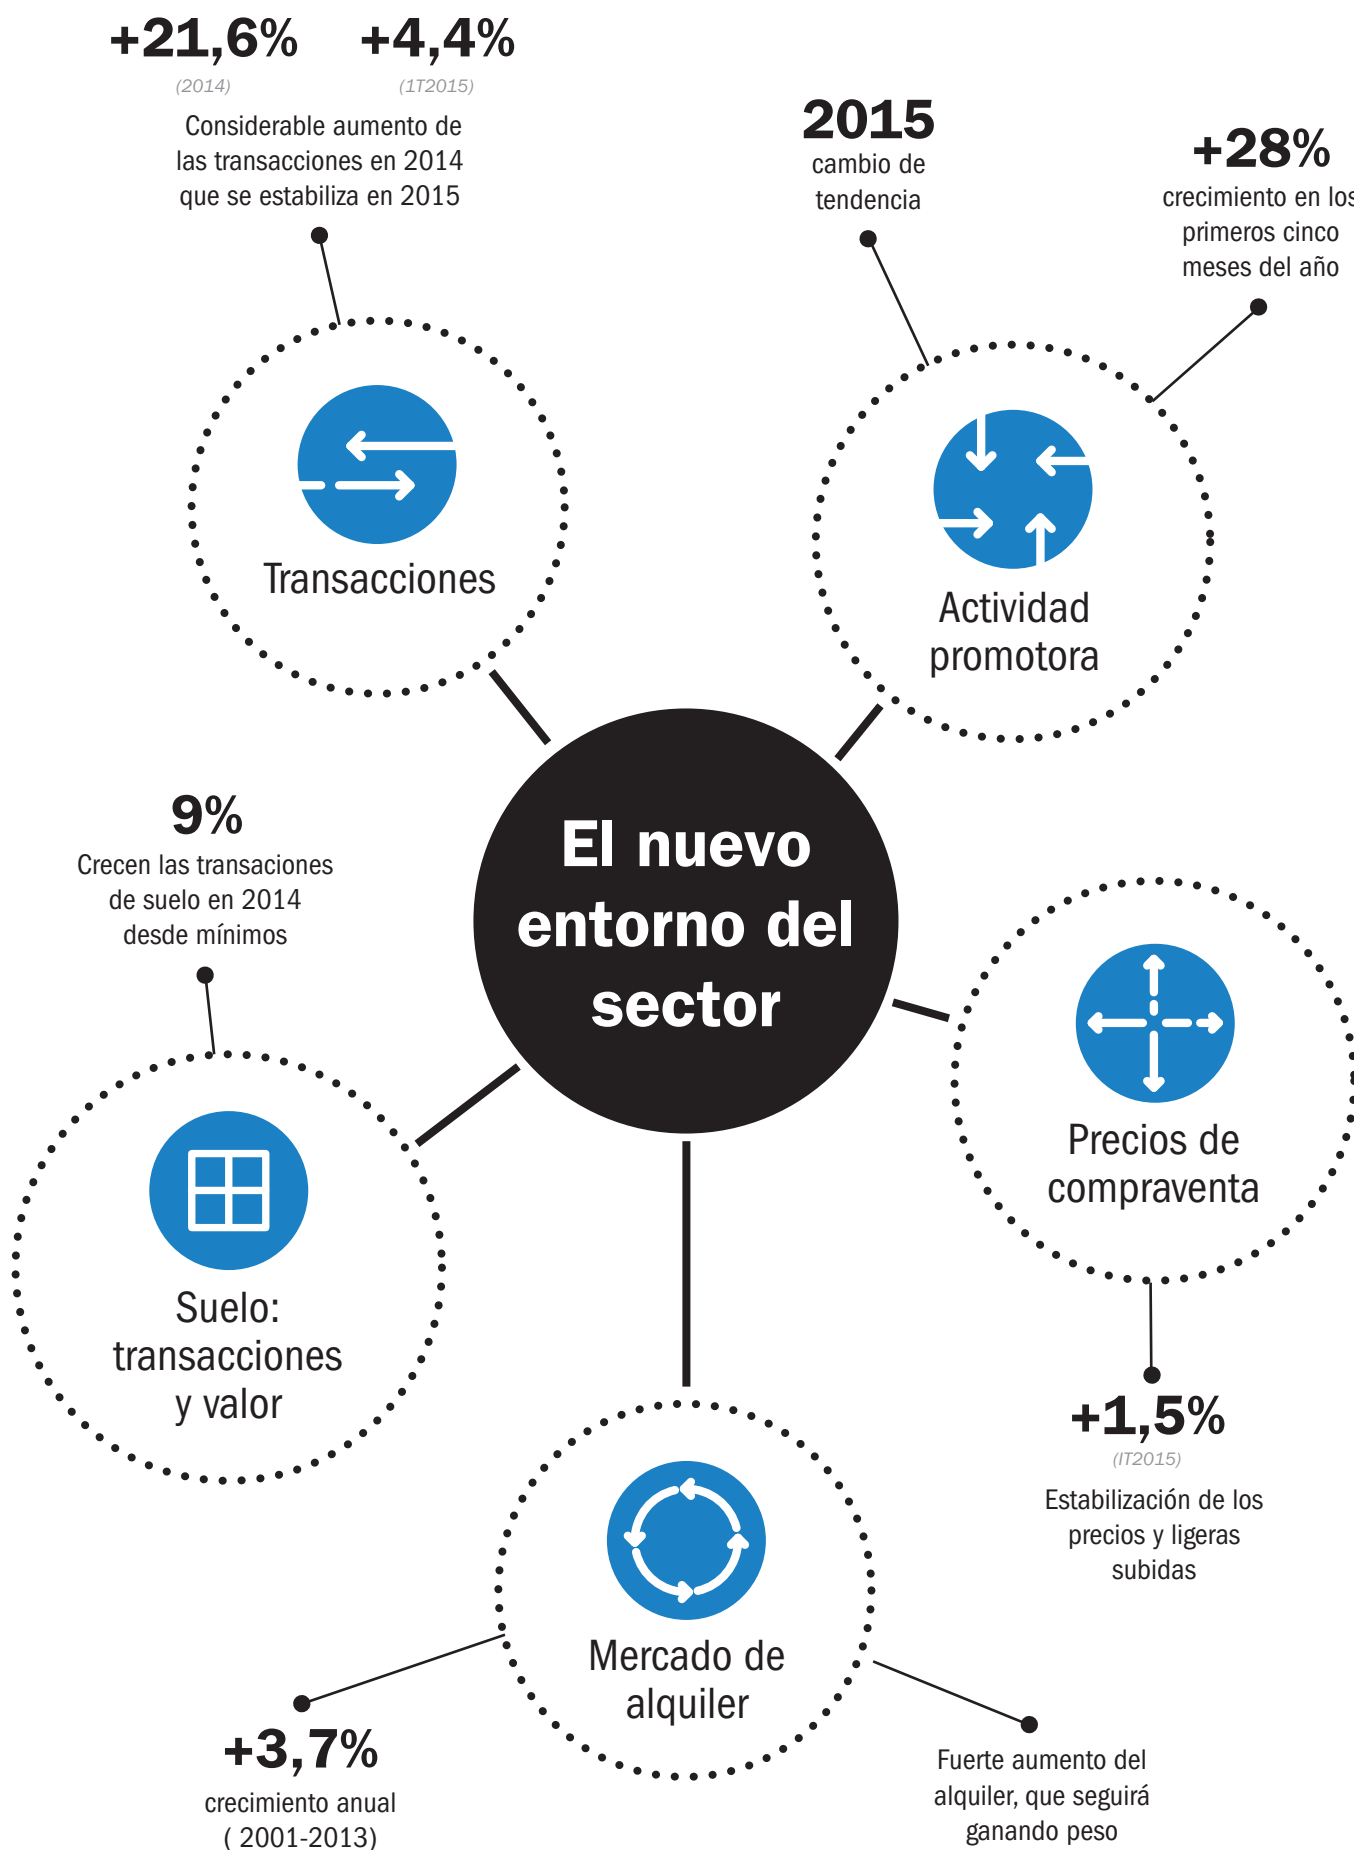 +21,6%
(2014)
+4,4%
(1T2015)
Considerable aumento de
las transacciones en 2014
que se estabiliza en 2015
Transacciones
2015
cambio de
tendencia
+28%
crecimiento en los
primeros cinco
meses del año
Actividad
promotora
El nuevo
entorno del
sector
9%
Crecen las transaciones
de suelo en 2014
desde mínimos
Suelo:
transacciones
y valor
Precios de
compraventa
+1,5%
(IT2015)
Estabilización de los
precios y ligeras
subidas
Mercado de
alquiler
+3,7%
crecimiento anual
( 2001-2013)
Fuerte aumento del
alquiler, que seguirá
ganando peso